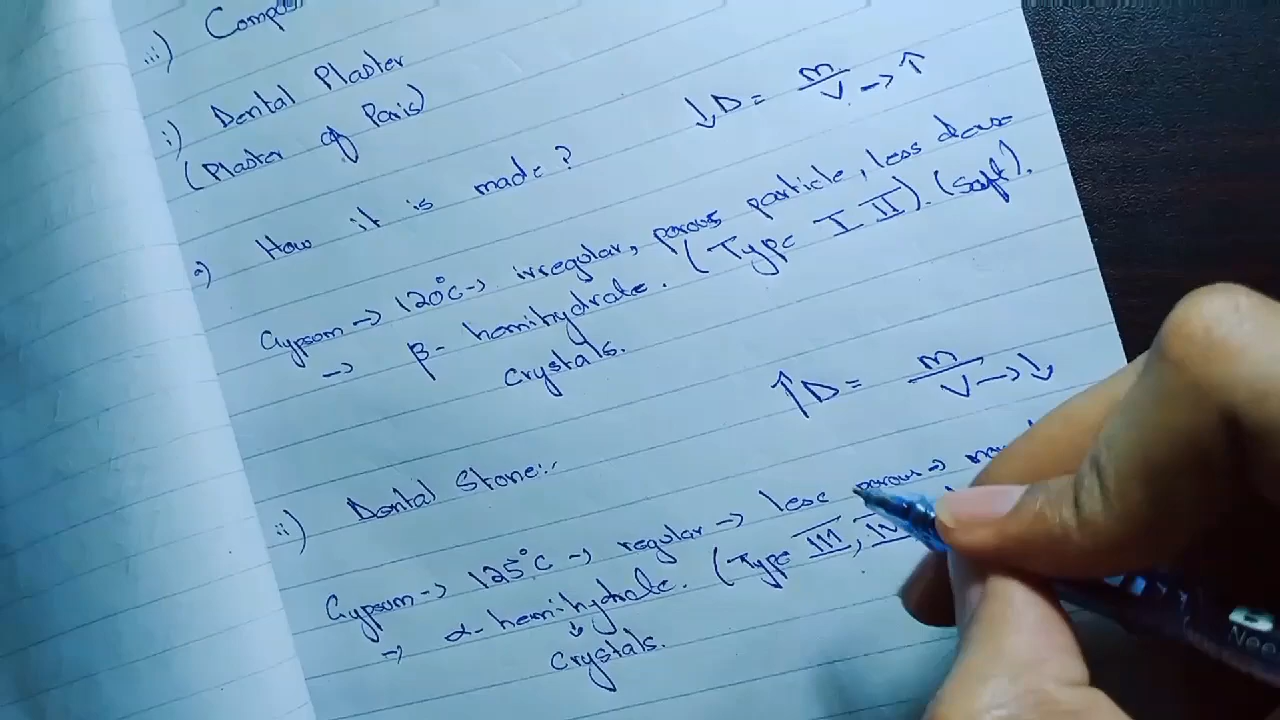 iii) Comp
i) Dental Plaster
(Plaster of Paris)
↓D = m/V → ↑
a) How it is made?
Gypsum → 120°C → irregular, porous particle, less dense
→ β- hemihydrate. (Type I II). (Soft).
crystals.
↑D = m/V → ↓
ii) Dental Stone:-
Gypsum → 125°C → regular → less porous →
→ α- hemihydrate. (Type III, IV
↓
Crystals.